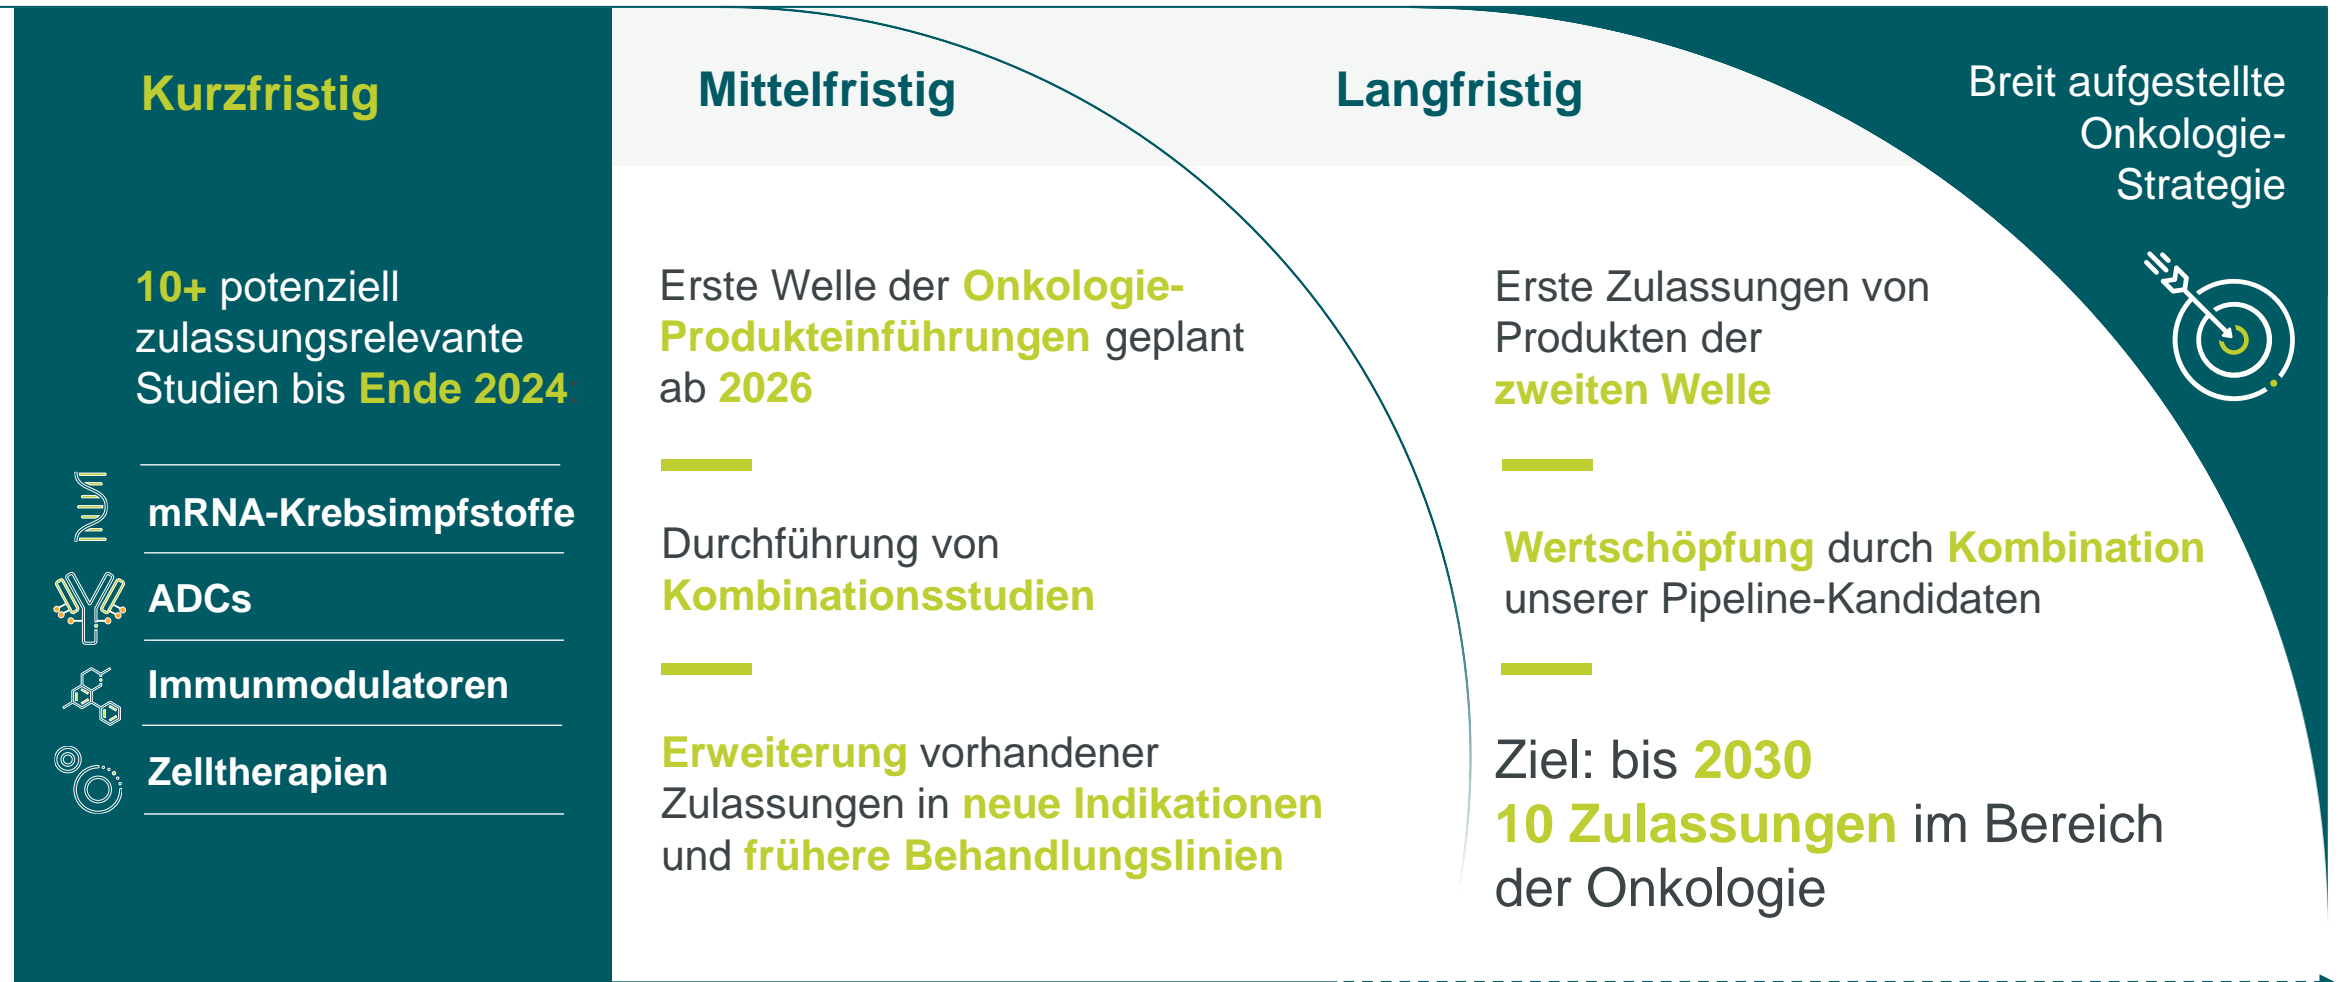 Kurzfristig
10+ potenziell
zulassungsrelevante
Studien bis Ende 2024:
mRNA-Krebsimpfstoffe
ADCs
Immunmodulatoren
Zelltherapien
Mittelfristig
Erste Welle der Onkologie-
Produkteinführungen geplant
ab 2026
Durchführung von
Kombinationsstudien
Erweiterung vorhandener
Zulassungen in neue Indikationen
und frühere Behandlungslinien
Langfristig
Erste Zulassungen von
Produkten der
zweiten Welle
Wertschöpfung durch Kombination
unserer Pipeline-Kandidaten
Ziel: bis 2030
10 Zulassungen im Bereich
der Onkologie
Breit aufgestellte
Onkologie-
Strategie